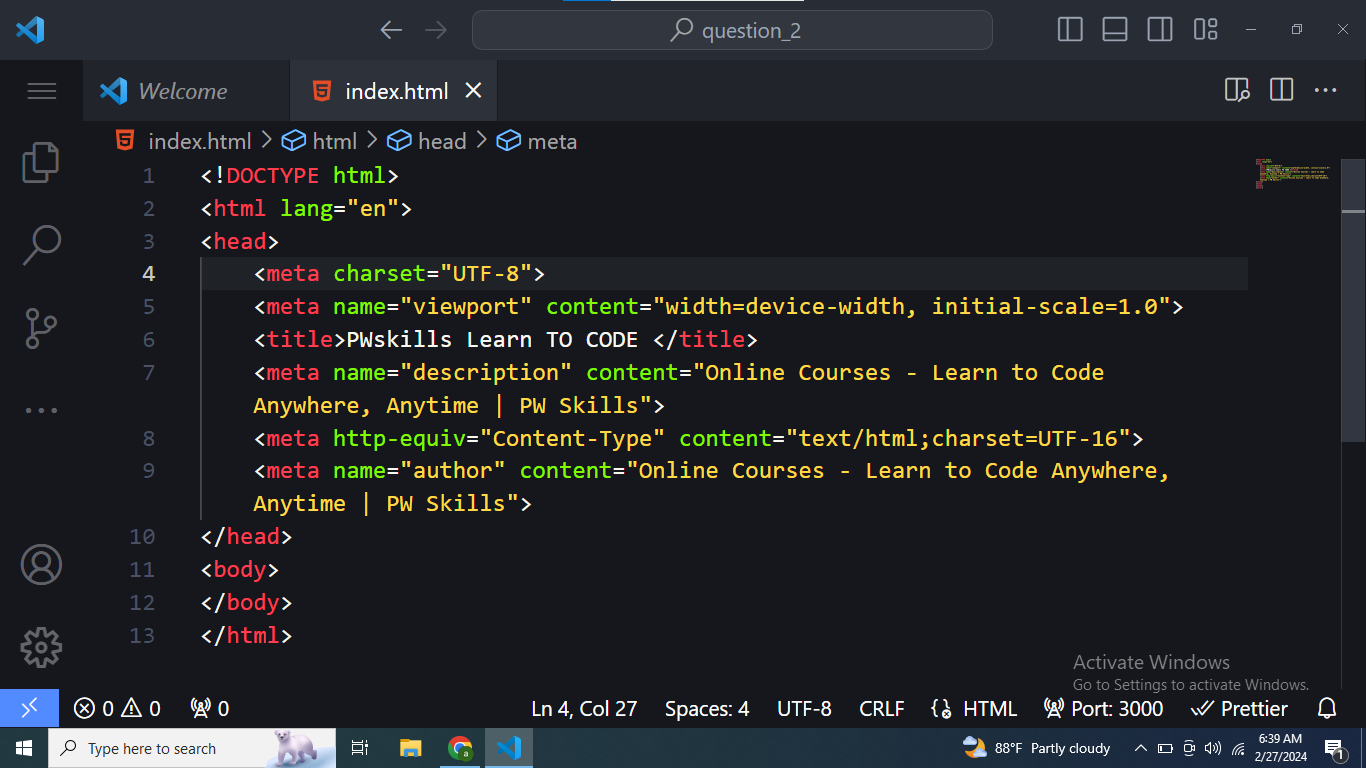 question_2
Welcome
index.html
index.html > html > head > meta
1 <!DOCTYPE html>
2 <html lang="en">
3 <head>
4 <meta charset="UTF-8">
5 <meta name="viewport" content="width=device-width, initial-scale=1.0">
6 <title>PWskills Learn TO CODE </title>
7 <meta name="description" content="Online Courses - Learn to Code
Anywhere, Anytime | PW Skills">
8 <meta http-equiv="Content-Type" content="text/html;charset=UTF-16">
9 <meta name="author" content="Online Courses - Learn to Code Anywhere,
Anytime | PW Skills">
10 </head>
11 <body>
12 </body>
13 </html>
Activate Windows
Go to Settings to activate Windows.
0 0 0 Ln 4, Col 27 Spaces: 4 UTF-8 CRLF HTML Port: 3000 Prettier
Type here to search 88°F Partly cloudy
6:39 AM
2/27/2024
1